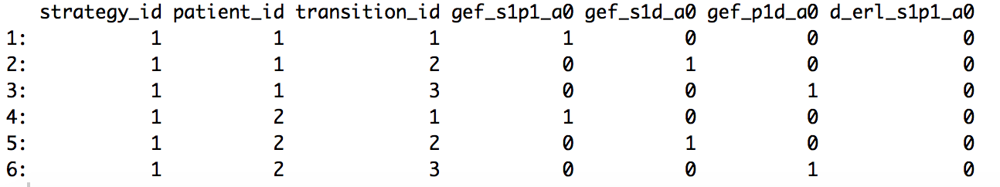 strategy_id patient_id transition_id gef_s1p1_a0 gef_s1d_a0 gef_p1d_a0 d_erl_s1p1_a0
1: 1 1 1 1 0 0 0
2: 1 1 2 0 1 0 0
3: 1 1 3 0 0 1 0
4: 1 2 1 1 0 0 0
5: 1 2 2 0 1 0 0
6: 1 2 3 0 0 1 0